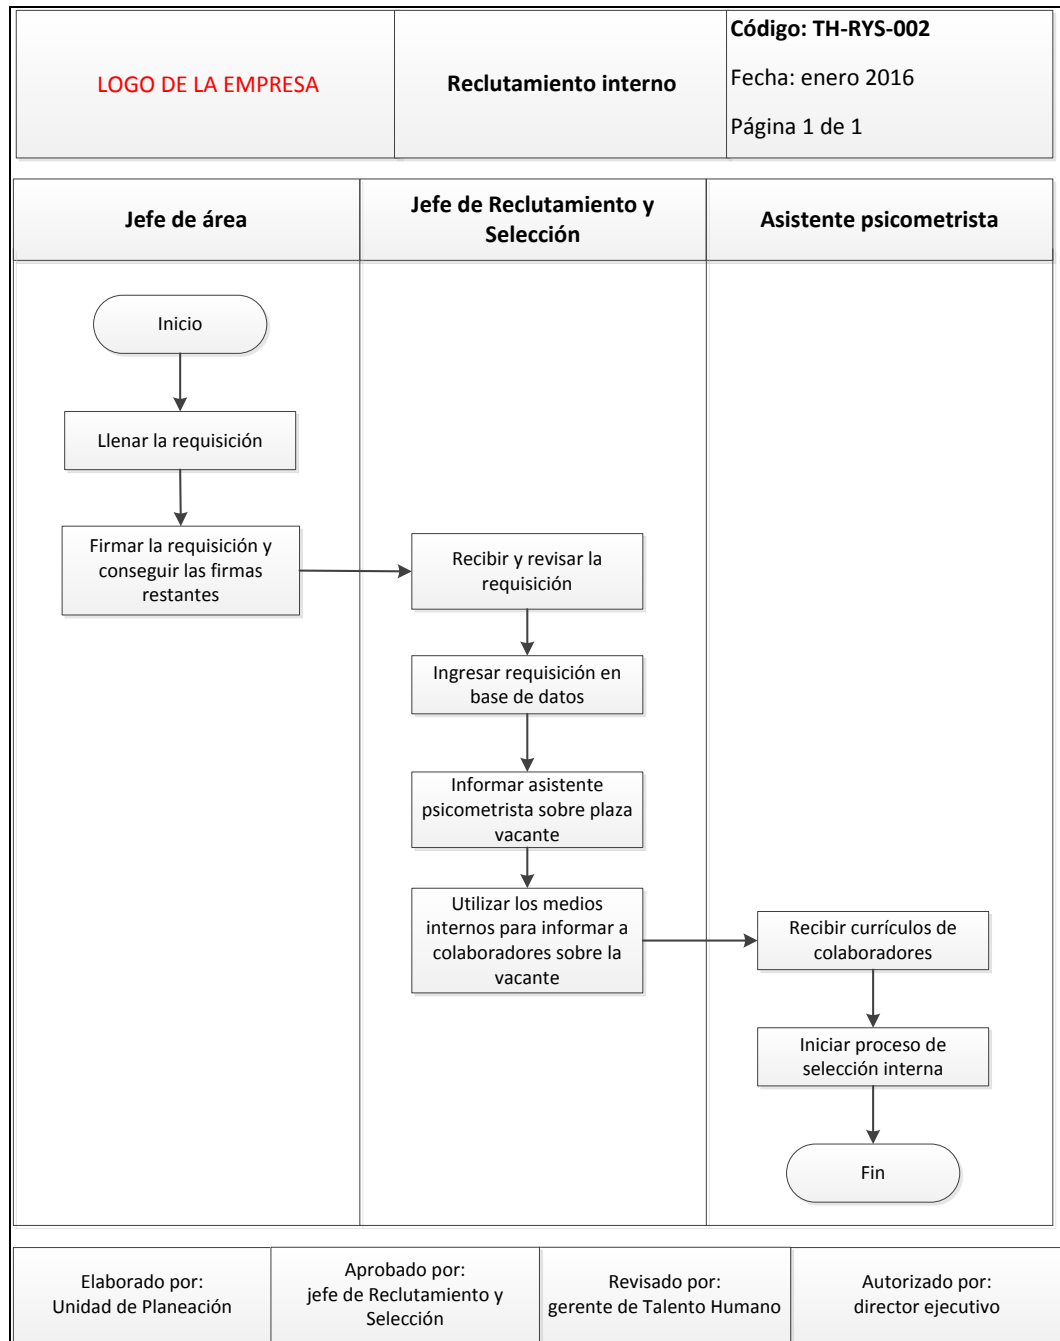 LOGO DE LA EMPRESA
Reclutamiento interno
Código: TH-RYS-002
Fecha: enero 2016
Página 1 de 1
Jefe de área
Jefe de Reclutamiento y
Selección
Asistente psicometrista
Inicio
Llenar la requisición
Firmar la requisición y
conseguir las firmas
restantes
Recibir y revisar la
requisición
Ingresar requisición en
base de datos
Informar asistente
psicometrista sobre plaza
vacante
Utilizar los medios
internos para informar a
colaboradores sobre la
vacante
Recibir currículos de
colaboradores
Iniciar proceso de
selección interna
Fin
Elaborado por:
Unidad de Planeación
Aprobado por:
jefe de Reclutamiento y
Selección
Revisado por:
gerente de Talento Humano
Autorizado por:
director ejecutivo